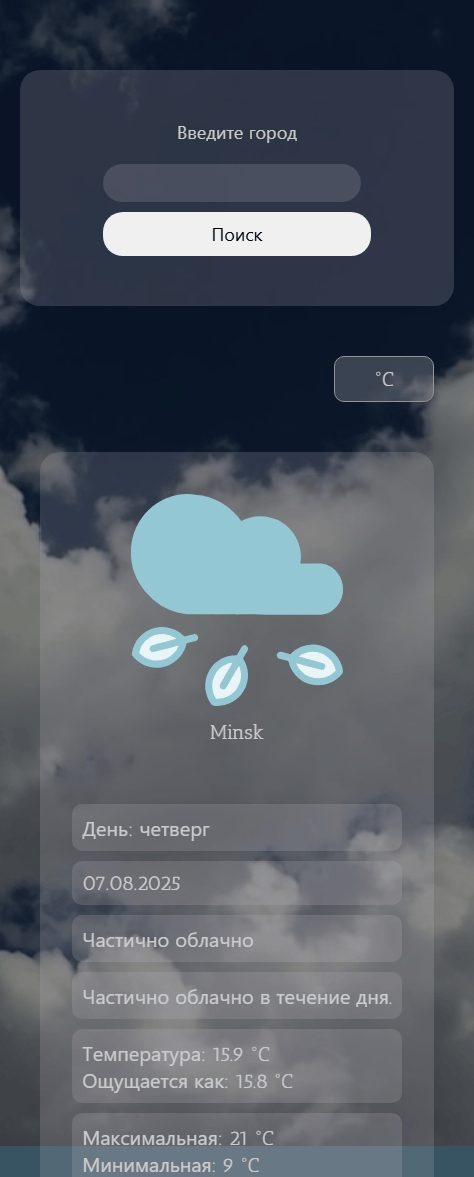 Введите город
Поиск
°C
Minsk
День: четверг
07.08.2025
Частично облачно
Частично облачно в течение дня.
Температура: 15.9 °C
Ощущается как: 15.8 °C
Максимальная: 21 °C
Минимальная: 9 °C